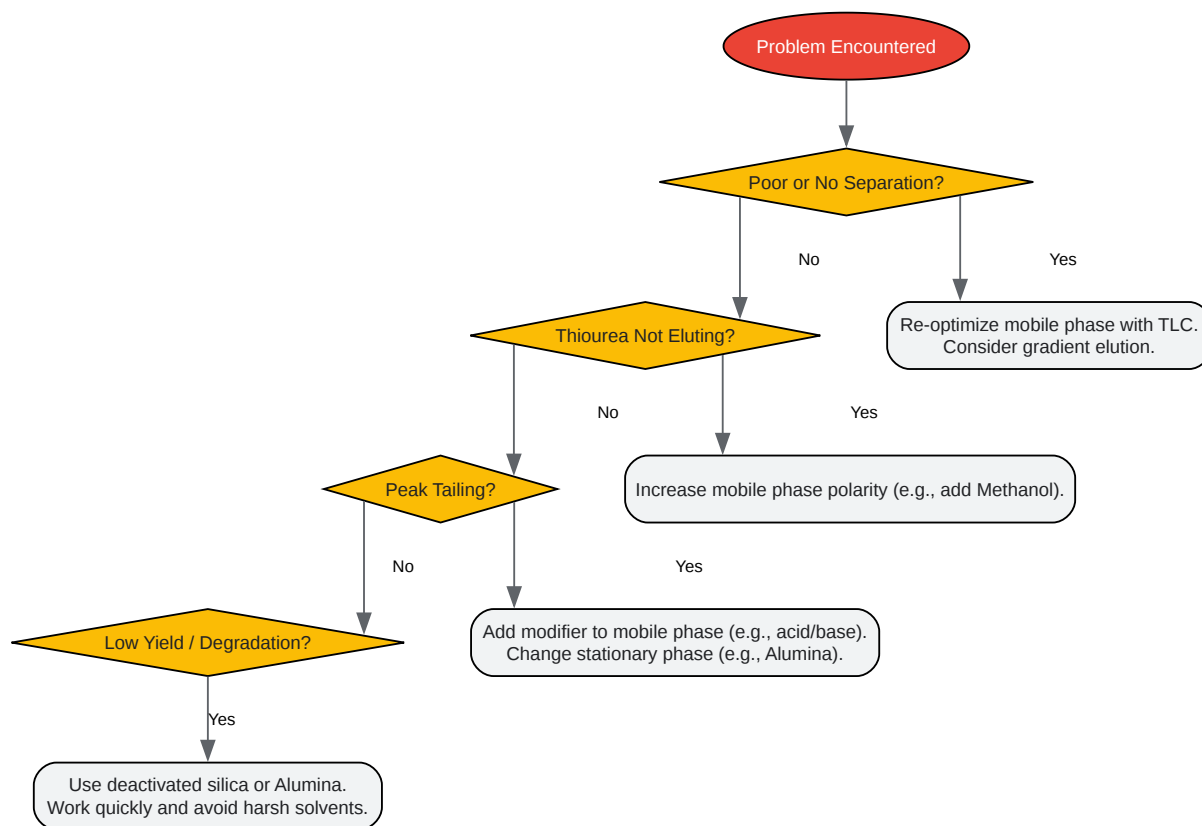 Problem Encountered
Poor or No Separation?
No
Yes
Re-optimize mobile phase with TLC.
Consider gradient elution.
Thiourea Not Eluting?
No
Yes
Increase mobile phase polarity (e.g., add Methanol).
Peak Tailing?
No
Yes
Add modifier to mobile phase (e.g., acid/base).
Change stationary phase (e.g., Alumina).
Low Yield / Degradation?
Yes
Use deactivated silica or Alumina.
Work quickly and avoid harsh solvents.